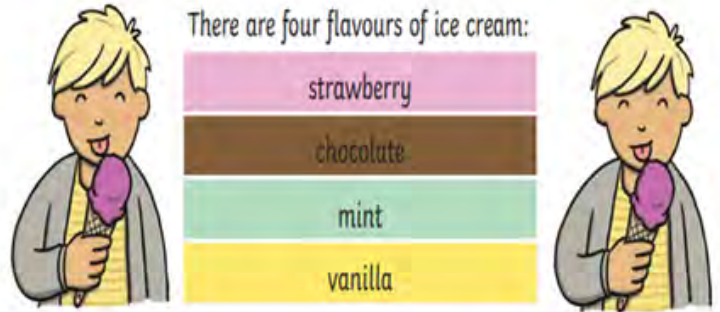 There are four flavours of ice cream:
strawberry
chocolate
mint
vanilla